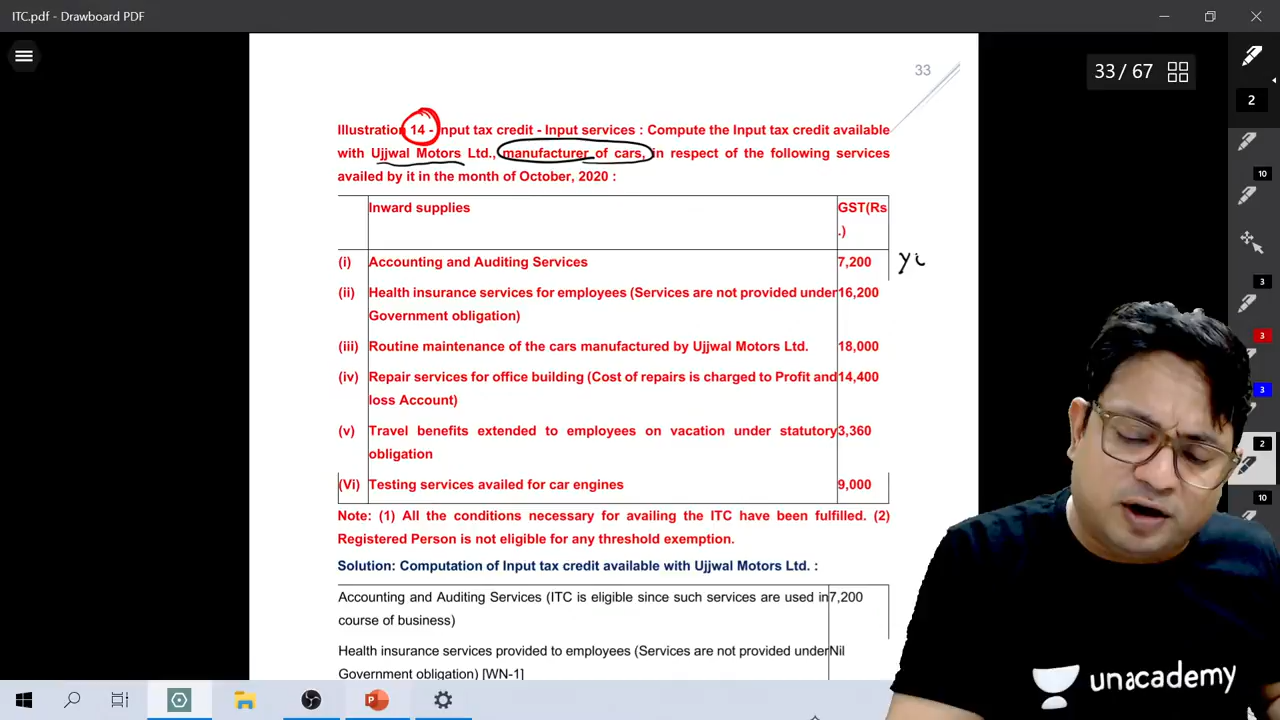 ITC.pdf - Drawboard PDF
33 / 67
33
2
Illustration 14 - Input tax credit - Input services : Compute the Input tax credit available
with Ujjwal Motors Ltd., manufacturer of cars, in respect of the following services
availed by it in the month of October, 2020 :
Inward supplies GST(Rs
.)
(i) Accounting and Auditing Services 7,200
(ii) Health insurance services for employees (Services are not provided under 16,200
Government obligation)
(iii) Routine maintenance of the cars manufactured by Ujjwal Motors Ltd. 18,000
(iv) Repair services for office building (Cost of repairs is charged to Profit and 14,400
loss Account)
(v) Travel benefits extended to employees on vacation under statutory 3,360
obligation
(Vi) Testing services availed for car engines 9,000
Note: (1) All the conditions necessary for availing the ITC have been fulfilled. (2)
Registered Person is not eligible for any threshold exemption.
Solution: Computation of Input tax credit available with Ujjwal Motors Ltd. :
Accounting and Auditing Services (ITC is eligible since such services are used in 7,200
course of business)
Health insurance services provided to employees (Services are not provided under Nil
Government obligation) [WN-1]
10
3
3
3
2
10
unacademy